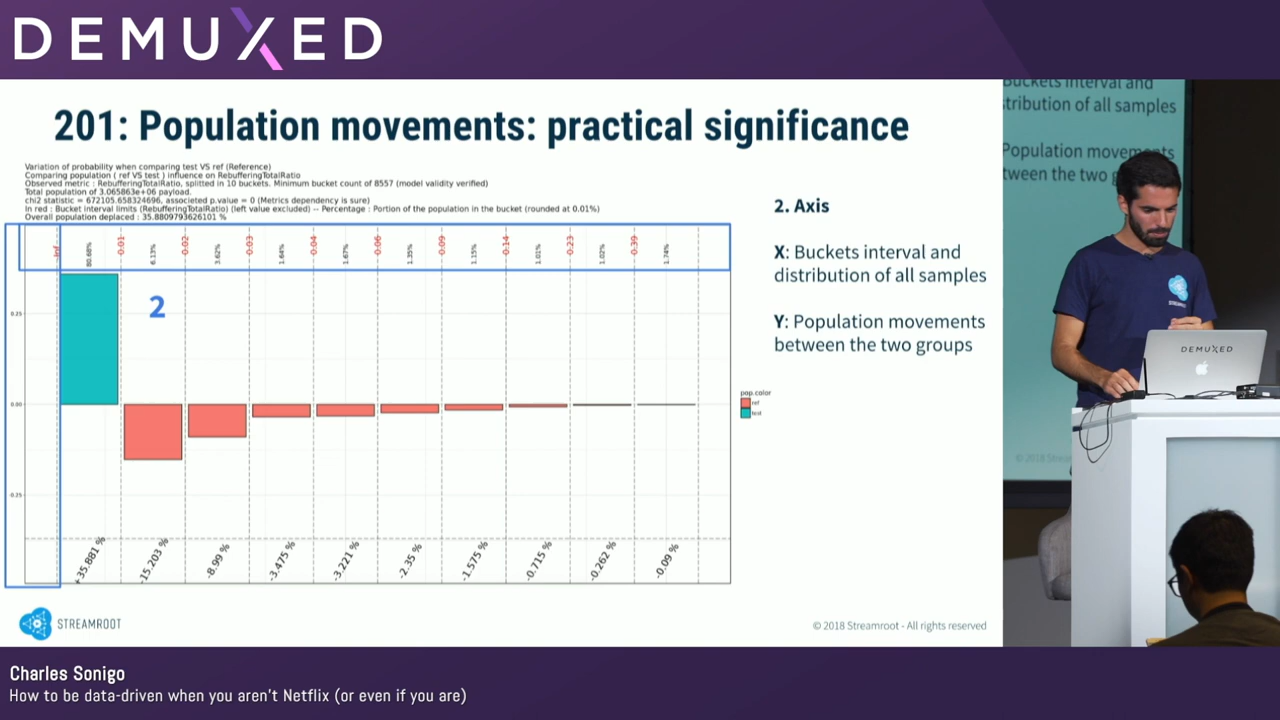 DEMUXED
201: Population movements: practical significance
Variation of probability when comparing test VS ref (Reference)
Comparing population ( ref VS test ) influence on RebufferingTotalRatio
Observed metric : RebufferingTotalRatio, splitted in 10 buckets. Minimum bucket count of 8557 (model validity verified)
Total population of 3.065863e+06 payload.
chi2 statistic = 672105.658324696, associated p.value = 0 (Metrics dependency is sure)
In red : Bucket interval limits (RebufferingTotalRatio) (left value excluded) -- Percentage : Portion of the population in the bucket (rounded at 0.01%)
Overall population deplaced : 35.8809793626101 %
-Inf 80.68% 0.01 6.13% 0.02 3.62% 0.03 1.64% 0.04 1.67% 0.06 1.35% 0.09 1.15% 0.14 1.01% 0.23 1.02% 0.39 1.74%
2
0.25
0.00
0.25
+35.881 % -15.203 % -8.99 % -3.475 % -3.221 % -2.35 % -1.575 % -0.715 % -0.262 % -0.09 %
pop.color
ref
test
2. Axis
X: Buckets interval and
distribution of all samples
Y: Population movements
between the two groups
STREAMROOT
© 2018 Streamroot - All rights reserved
Buckets interval and
tribution of all samples
Population movements
tween the two g
© 2018 Strea
STREAMROOT
DEMUXED
Charles Sonigo
How to be data-driven when you aren't Netflix (or even if you are)